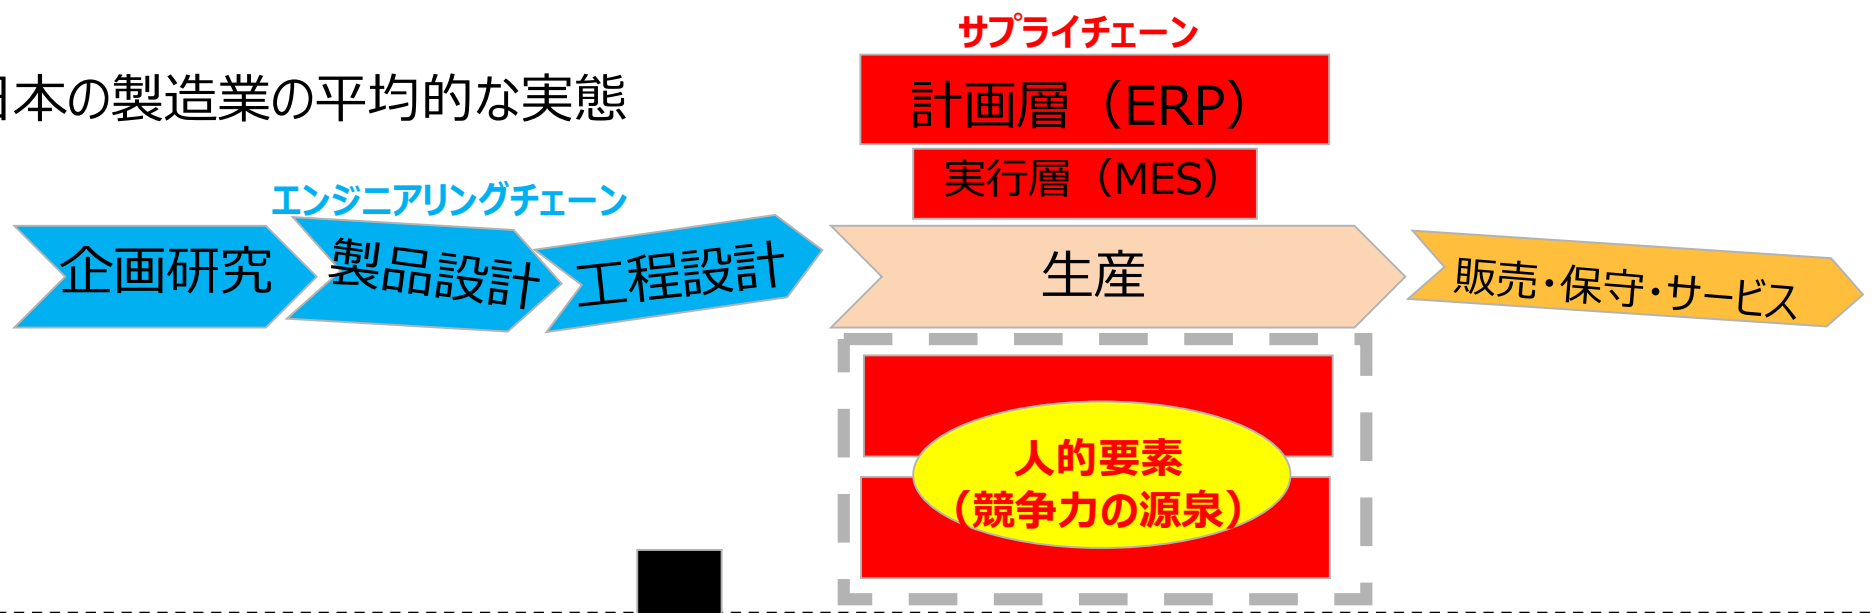 サプライチェーン
日本の製造業の平均的な実態
計画層（ERP）
実行層（MES）
エンジニアリングチェーン
企画研究
製品設計
工程設計
生産
販売・保守・サービス
人的要素
（競争力の源泉）